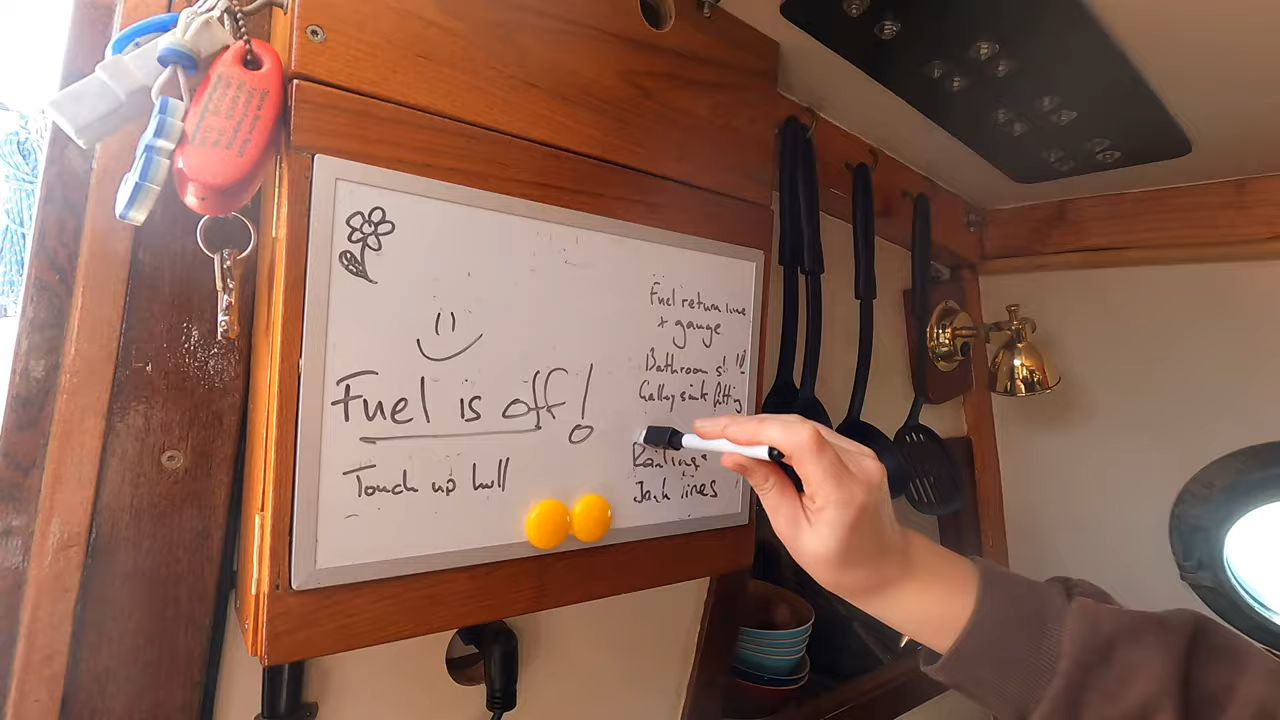 Fuel is off!
Touch up hull
Fuel return line
+ gauge
Bathroom
Galley sink fitting
Railings
Jack lines